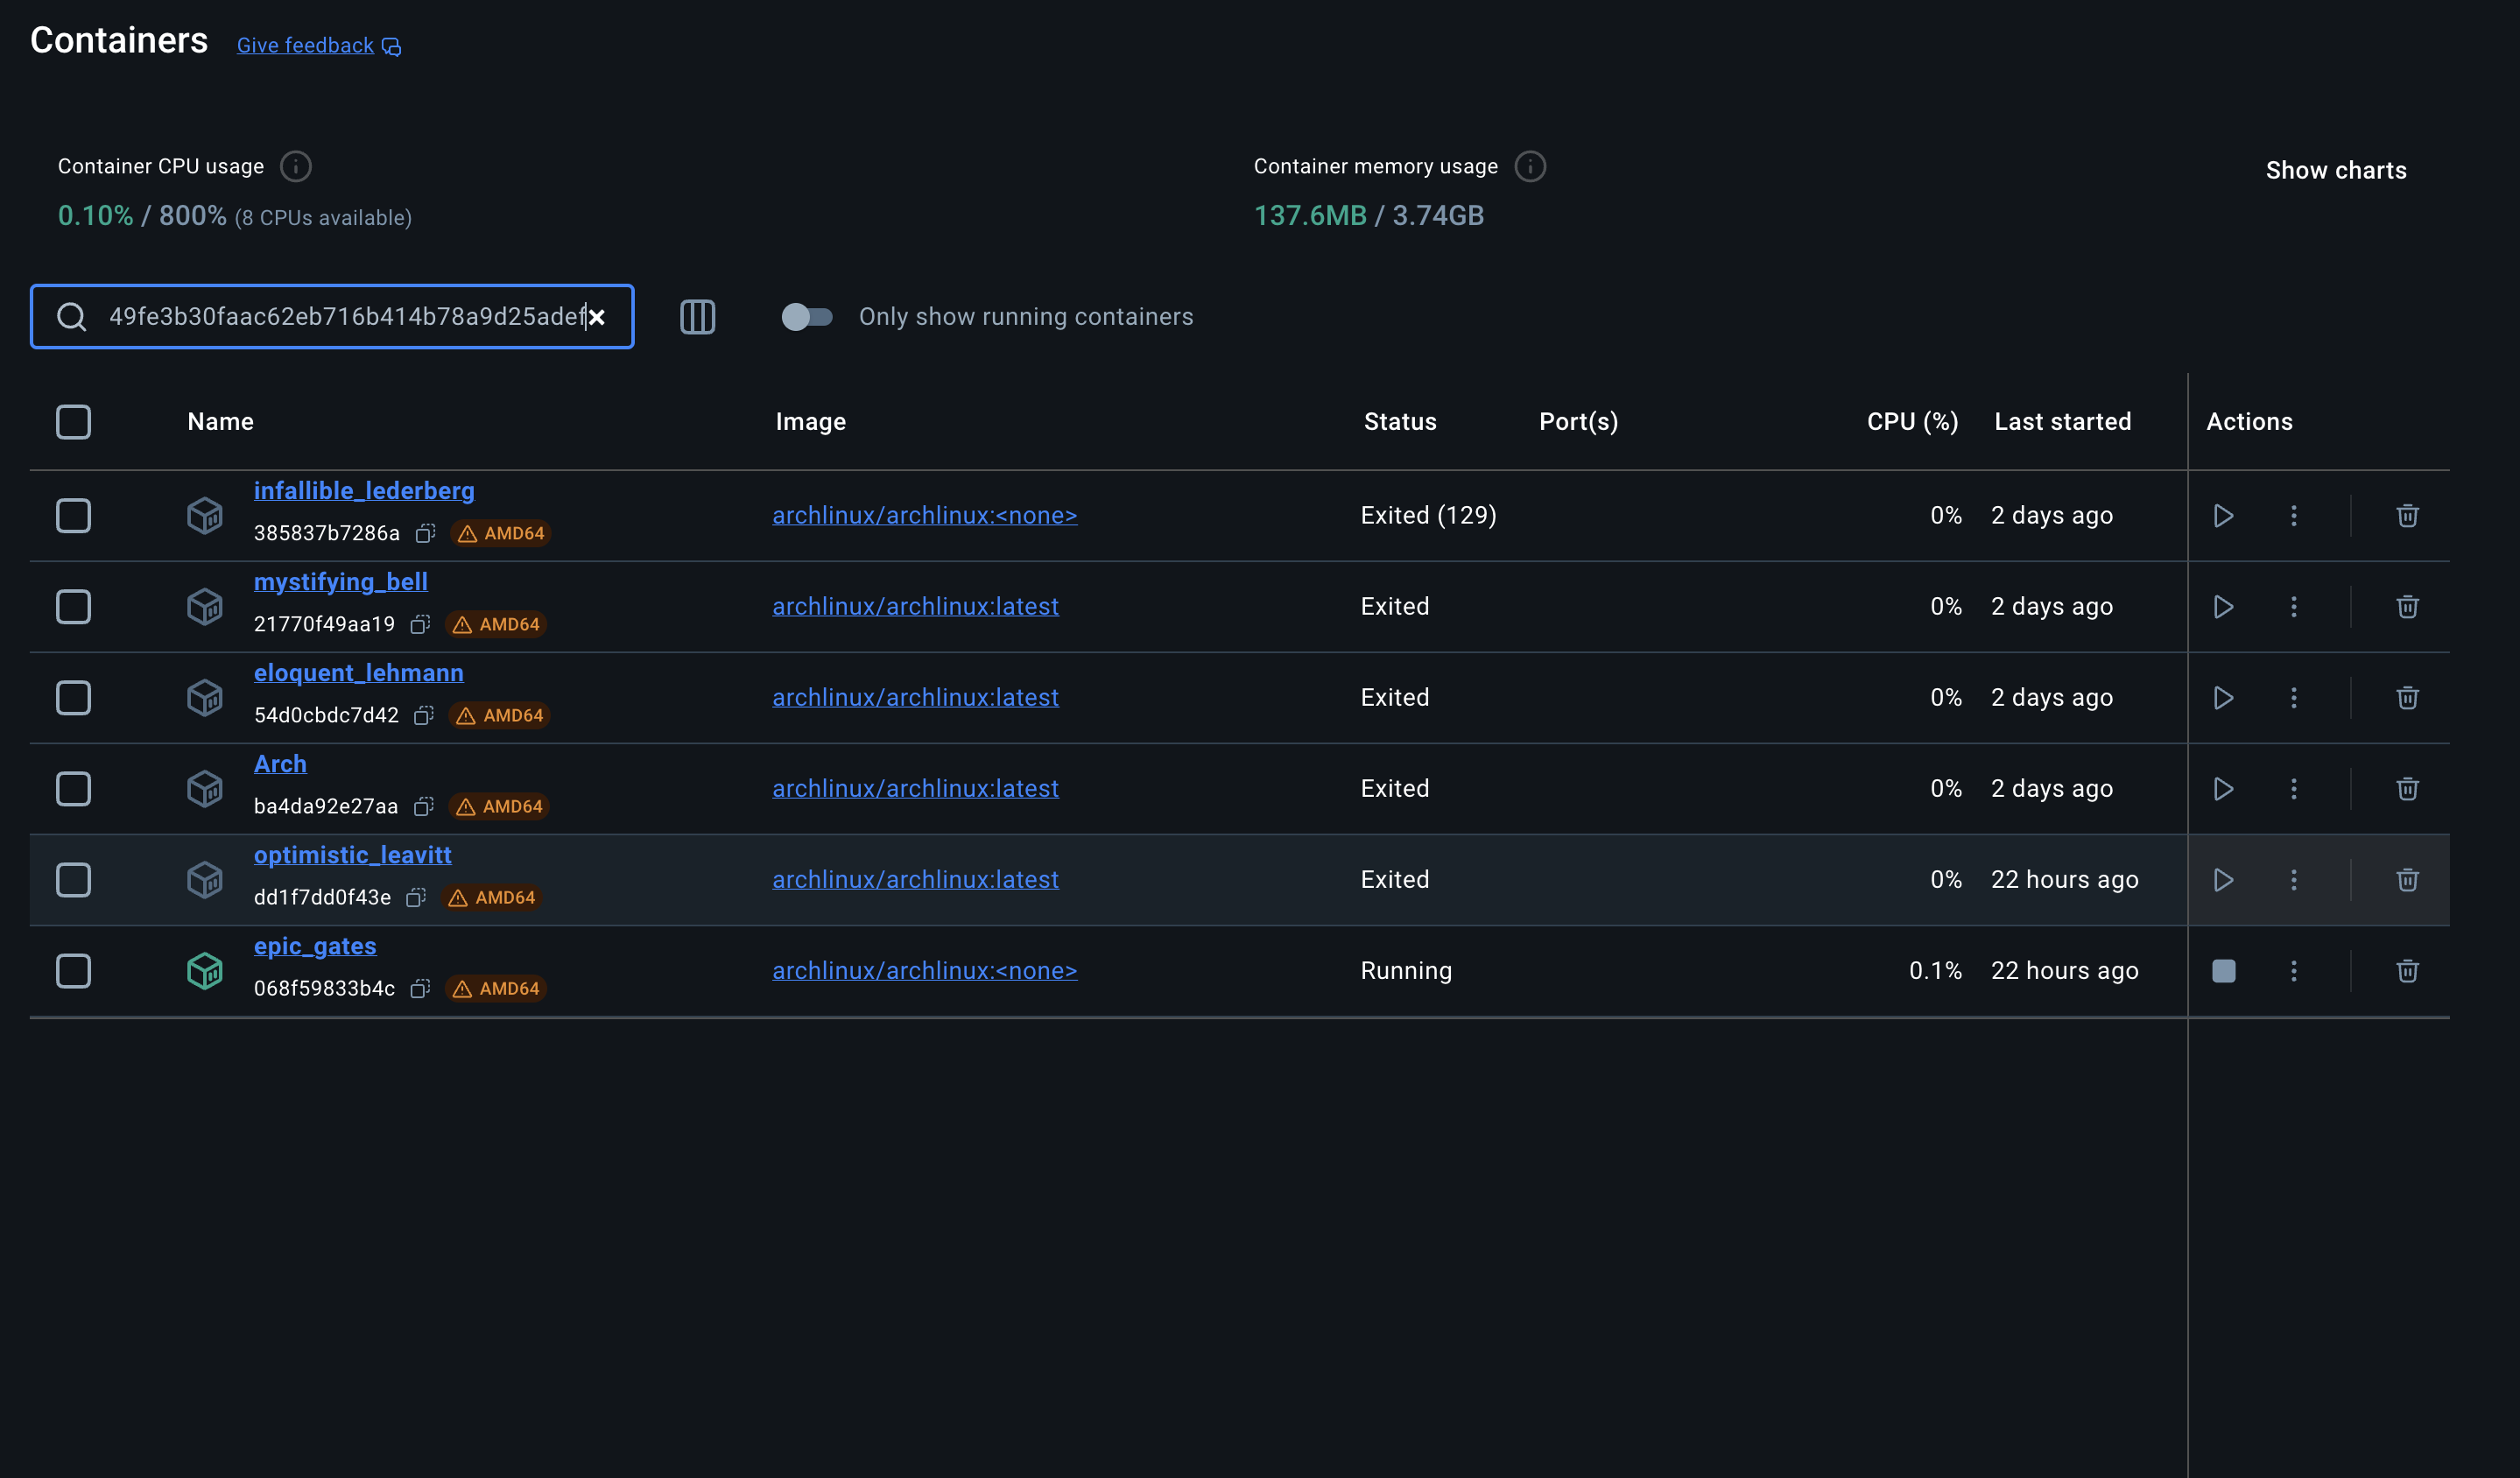 Containers Give feedback
Container CPU usage
0.10% / 800% (8 CPUs available)
Container memory usage
137.6MB / 3.74GB
Show charts
49fe3b30faac62eb716b414b78a9d25adef
Only show running containers
Name Image Status Port(s) CPU (%) Last started Actions
infallible_lederberg
385837b7286a AMD64
archlinux/archlinux:<none> Exited (129) 0% 2 days ago
mystifying_bell
21770f49aa19 AMD64
archlinux/archlinux:latest Exited 0% 2 days ago
eloquent_lehmann
54d0cbdc7d42 AMD64
archlinux/archlinux:latest Exited 0% 2 days ago
Arch
ba4da92e27aa AMD64
archlinux/archlinux:latest Exited 0% 2 days ago
optimistic_leavitt
dd1f7dd0f43e AMD64
archlinux/archlinux:latest Exited 0% 22 hours ago
epic_gates
068f59833b4c AMD64
archlinux/archlinux:<none> Running 0.1% 22 hours ago